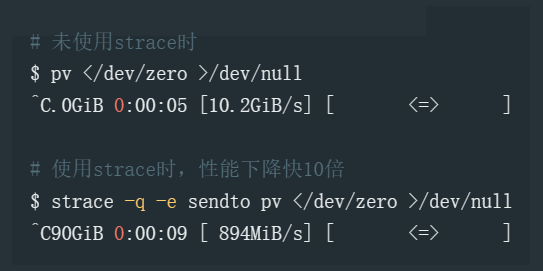 # 未使用strace时
$ pv </dev/zero >/dev/null
^C.0GiB 0:00:05 [10.2GiB/s] [ <=> ]
# 使用strace时，性能下降快10倍
$ strace -q -e sendto pv </dev/zero >/dev/null
^C90GiB 0:00:09 [ 894MiB/s] [ <=> ]